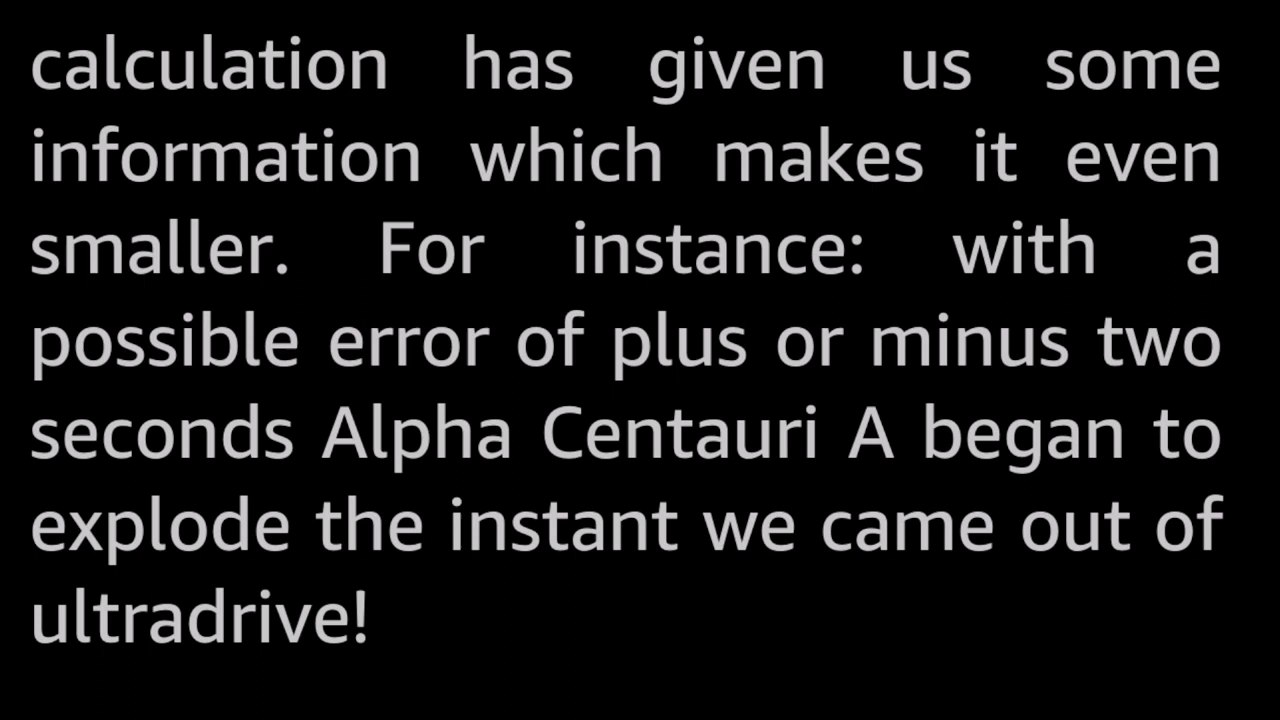 calculation has given us some
information which makes it even
smaller. For instance: with a
possible error of plus or minus two
seconds Alpha Centauri A began to
explode the instant we came out of
ultradrive!